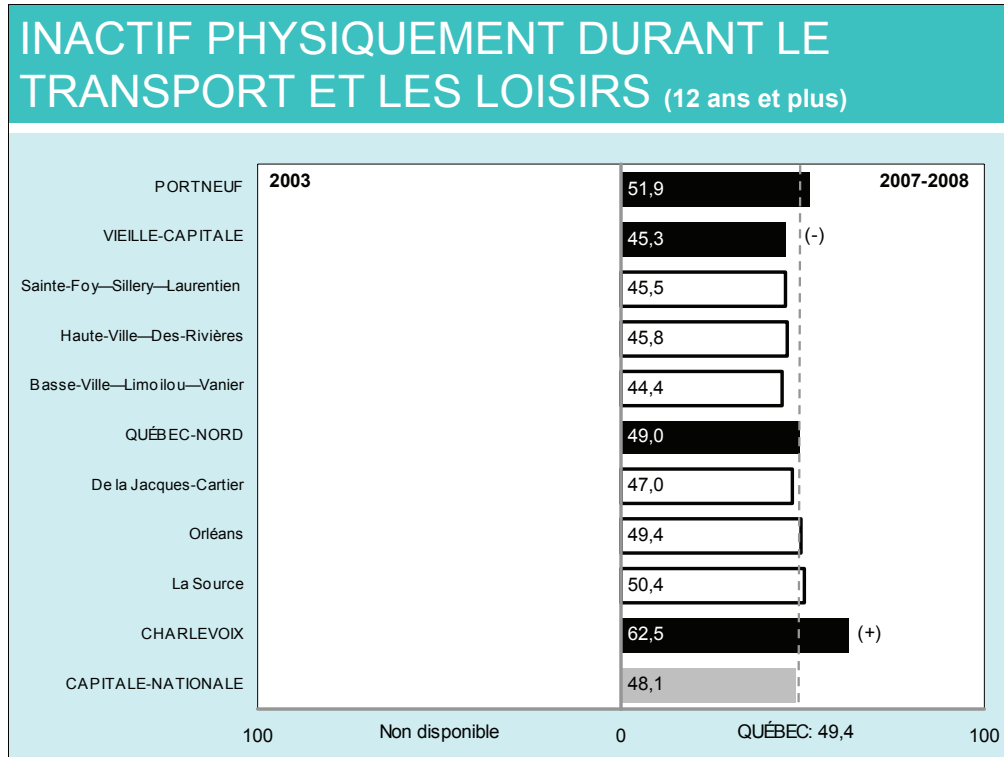 INACTIF PHYSIQUEMENT DURANT LE
TRANSPORT ET LES LOISIRS (12 ans et plus)
2003 2007-2008
PORTNEUF 51,9
VIEILLE-CAPITALE 45,3 (-)
Sainte-Foy—Sillery—Laurentien 45,5
Haute-Ville—Des-Rivières 45,8
Basse-Ville—Limoilou—Vanier 44,4
QUÉBEC-NORD 49,0
De la Jacques-Cartier 47,0
Orléans 49,4
La Source 50,4
CHARLEVOIX 62,5 (+)
CAPITALE-NATIONALE 48,1
100 Non disponible 0 QUÉBEC: 49,4 100